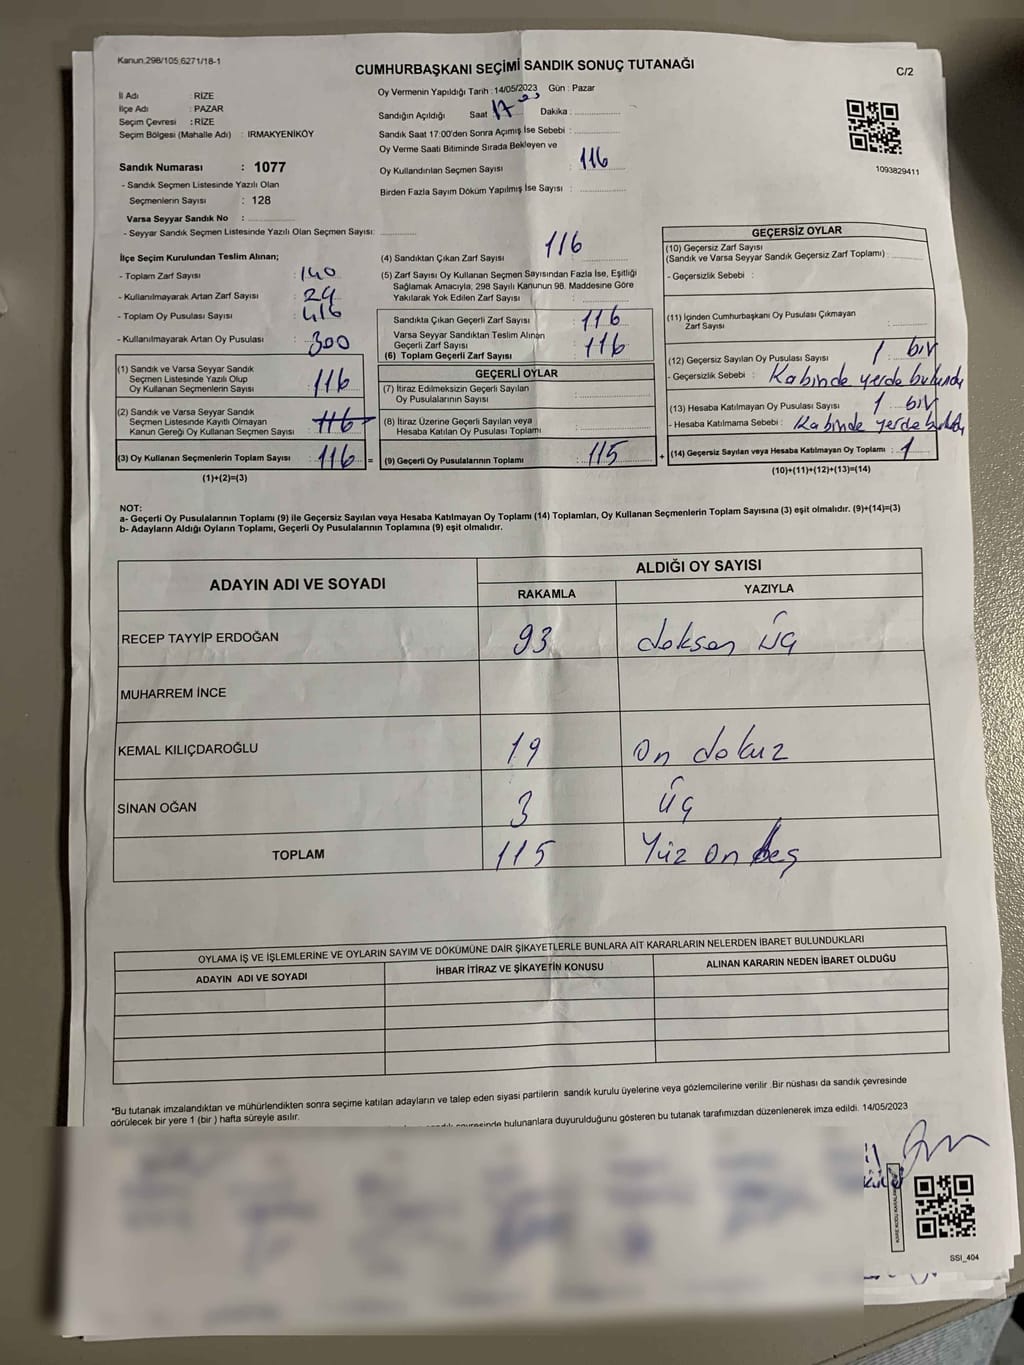 Kanun.298/105,6271/18-1
CUMHURBAŞKANI SEÇİMİ SANDIK SONUÇ TUTANAĞI
C/2
İl Adı : RİZE
İlçe Adı : PAZAR
Seçim Çevresi : RİZE
Seçim Bölgesi (Mahalle Adı) : IRMAKYENİKÖY
Sandık Numarası : 1077
- Sandık Seçmen Listesinde Yazılı Olan
Seçmenlerin Sayısı : 128
Varsa Seyyar Sandık No :
- Seyyar Sandık Seçmen Listesinde Yazılı Olan Seçmen Sayısı:
Oy Vermenin Yapıldığı Tarih : 14/05/2023 Gün : Pazar
Sandığın Açıldığı Saat : 17 00 Dakika :
Sandık Saat 17:00'den Sonra Açımış İse Sebebi :
Oy Verme Saati Bitiminde Sırada Bekleyen ve
Oy Kullandırılan Seçmen Sayısı : 116
Birden Fazla Sayım Döküm Yapılmış İse Sayısı :
1093829411
İlçe Seçim Kurulundan Teslim Alınan;
- Toplam Zarf Sayısı : 140
- Kullanılmayarak Artan Zarf Sayısı : 24
- Toplam Oy Pusulası Sayısı : 416
- Kullanılmayarak Artan Oy Pusulası : 300
(1) Sandık ve Varsa Seyyar Sandık
Seçmen Listesinde Yazılı Olup
Oy Kullanan Seçmenlerin Sayısı : 116
(2) Sandık ve Varsa Seyyar Sandık
Seçmen Listesinde Kayıtlı Olmayan
Kanun Gereği Oy Kullanan Seçmen Sayısı : 116
(3) Oy Kullanan Seçmenlerin Toplam Sayısı : 116 =
(1)+(2)=(3)
(4) Sandıktan Çıkan Zarf Sayısı : 116
(5) Zarf Sayısı Oy Kullanan Seçmen Sayısından Fazla İse, Eşitliği
Sağlamak Amacıyla; 298 Sayılı Kanunun 98. Maddesine Göre
Yakılarak Yok Edilen Zarf Sayısı :
Sandıkta Çıkan Geçerli Zarf Sayısı : 116
Varsa Seyyar Sandıktan Teslim Alınan
Geçerli Zarf Sayısı :
(6) Toplam Geçerli Zarf Sayısı : 116
GEÇERLİ OYLAR
(7) İtiraz Edilmeksizin Geçerli Sayılan
Oy Pusulalarının Sayısı :
(8) İtiraz Üzerine Geçerli Sayılan veya
Hesaba Katılan Oy Pusulası Toplamı :
(9) Geçerli Oy Pusulalarının Toplamı : 115 +
GEÇERSİZ OYLAR
(10) Geçersiz Zarf Sayısı
(Sandık ve Varsa Seyyar Sandık Geçersiz Zarf Toplamı) :
- Geçersizlik Sebebi :
(11) İçinden Cumhurbaşkanı Oy Pusulası Çıkmayan
Zarf Sayısı :
(12) Geçersiz Sayılan Oy Pusulası Sayısı : 1 bir
- Geçersizlik Sebebi : Kabinde yerde bulundu
(13) Hesaba Katılmayan Oy Pusulası Sayısı : 1 bir
- Hesaba Katılmama Sebebi : Kabinde yerde bulundu
(14) Geçersiz Sayılan veya Hesaba Katılmayan Oy Toplamı : 1
(10)+(11)+(12)+(13)=(14)
NOT:
a- Geçerli Oy Pusulalarının Toplamı (9) ile Geçersiz Sayılan veya Hesaba Katılmayan Oy Toplamı (14) Toplamları, Oy Kullanan Seçmenlerin Toplam Sayısına (3) eşit olmalıdır. (9)+(14)=(3)
b- Adayların Aldığı Oyların Toplamı, Geçerli Oy Pusulalarının Toplamına (9) eşit olmalıdır.
ADAYIN ADI VE SOYADI
ALDIĞI OY SAYISI
RAKAMLA YAZIYLA
RECEP TAYYİP ERDOĞAN 93 doksan üç
MUHARREM İNCE
KEMAL KILIÇDAROĞLU 19 on dokuz
SİNAN OĞAN 3 üç
TOPLAM 115 Yüz on beş
OYLAMA İŞ VE İŞLEMLERİNE VE OYLARIN SAYIM VE DÖKÜMÜNE DAİR ŞİKAYETLERLE BUNLARA AİT KARARLARIN NELERDEN İBARET BULUNDUKLARI
ADAYIN ADI VE SOYADI İHBAR İTİRAZ VE ŞİKAYETİN KONUSU ALINAN KARARIN NEDEN İBARET OLDUĞU
*Bu tutanak imzalandıktan ve mühürlendikten sonra seçime katılan adayların ve talep eden siyasi partilerin sandık kurulu üyelerine veya gözlemcilerine verilir .Bir nüshası da sandık çevresinde
görülecek bir yere 1 (bir ) hafta süreyle asılır.
bulunanlara duyurulduğunu gösteren bu tutanak tarafımızdan düzenlenerek imza edildi. 14/05/2023
SSI_404